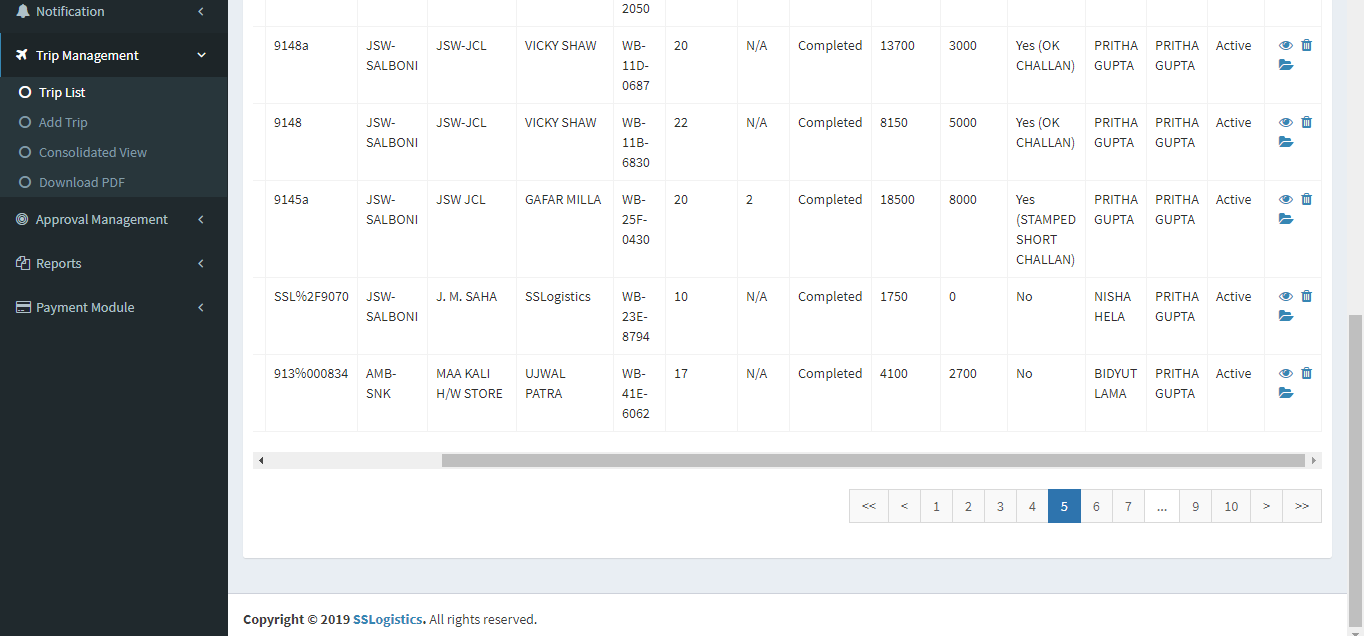 Notification
Trip Management
Trip List
Add Trip
Consolidated View
Download PDF
Approval Management
Reports
Payment Module
2050
9148a JSW- JSW-JCL VICKY SHAW WB- 20 N/A Completed 13700 3000 Yes (OK PRITHA PRITHA Active
SALBONI 11D- CHALLAN) GUPTA GUPTA
0687
9148 JSW- JSW-JCL VICKY SHAW WB- 22 N/A Completed 8150 5000 Yes (OK PRITHA PRITHA Active
SALBONI 11B- CHALLAN) GUPTA GUPTA
6830
9145a JSW- JSW JCL GAFAR MILLA WB- 20 2 Completed 18500 8000 Yes PRITHA PRITHA Active
SALBONI 25F- (STAMPED GUPTA GUPTA
0430 SHORT
CHALLAN)
SSL%2F9070 JSW- J. M. SAHA SSLogistics WB- 10 N/A Completed 1750 0 No NISHA PRITHA Active
SALBONI 23E- HELA GUPTA
8794
913%000834 AMB- MAA KALI UJWAL WB- 17 N/A Completed 4100 2700 No BIDYUT PRITHA Active
SNK H/W STORE PATRA 41E- LAMA GUPTA
6062
<< < 1 2 3 4 5 6 7 ... 9 10 > >>
Copyright © 2019 SSLogistics. All rights reserved.